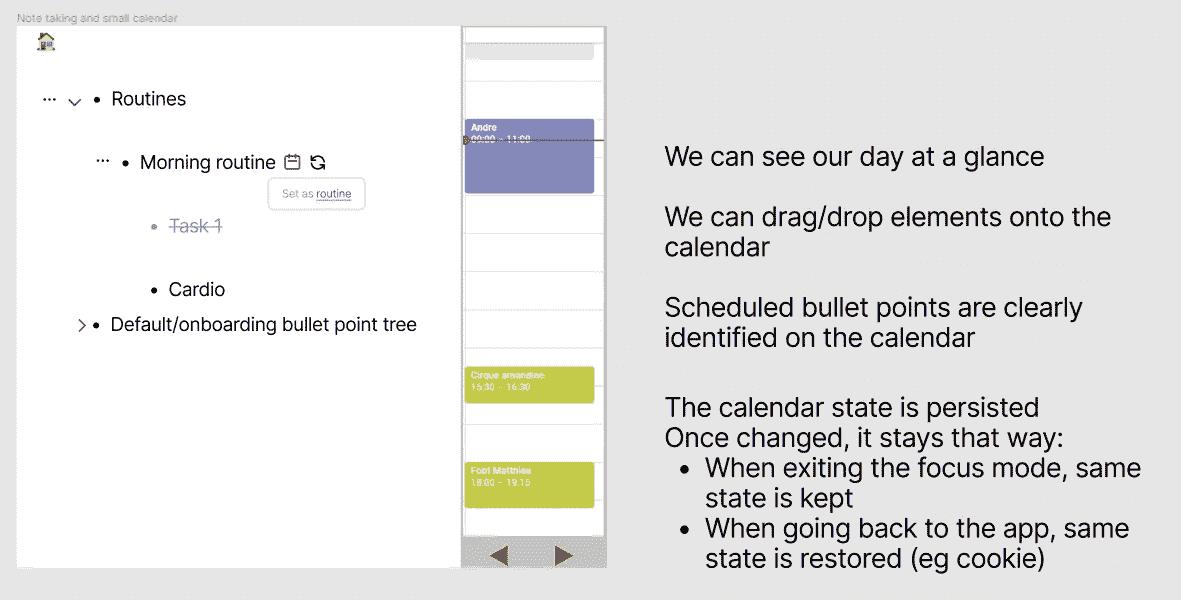 Note taking and small calendar
... Routines
... Morning routine
Set as routine
Task 1
Cardio
Default/onboarding bullet point tree
Andre
09:00 - 11:00
Cirque amandine
15:30 - 16:30
Foot Matthieu
18:00 - 19:15
We can see our day at a glance
We can drag/drop elements onto the
calendar
Scheduled bullet points are clearly
identified on the calendar
The calendar state is persisted
Once changed, it stays that way:
• When exiting the focus mode, same
state is kept
• When going back to the app, same
state is restored (eg cookie)